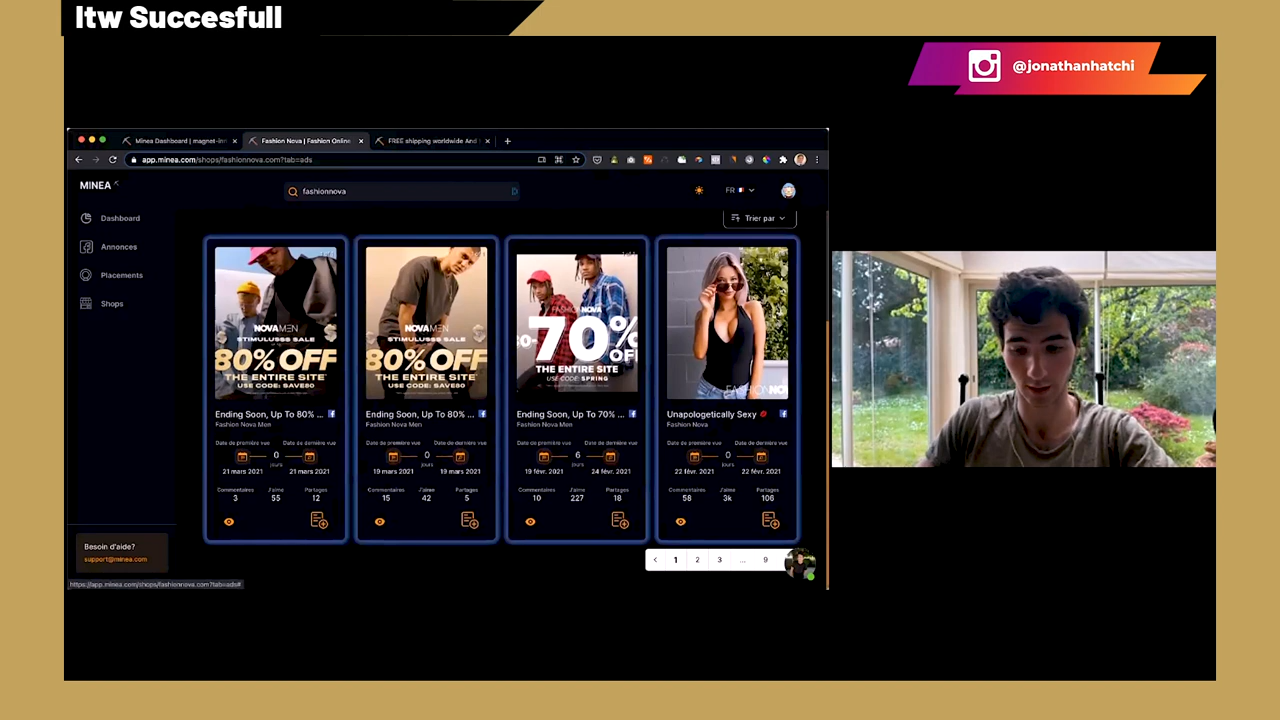 Itw Succesfull
@jonathanhatchi
Minea Dashboard | magnet-inn
Fashion Nova | Fashion Online
FREE shipping worldwide And
app.minea.com/shops/fashionnova.com?tab=ads
MINEA
fashionnova
FR
Dashboard
Annonces
Placements
Shops
Trier par
NOVAMEN
STIMULUSSS SALE
80% OFF
THE ENTIRE SITE
USE CODE: SAVE80
Ending Soon, Up To 80% ...
Fashion Nova Men
Date de première vue
Date de dernière vue
0
jours
21 mars 2021
21 mars 2021
Commentaires
J'aime
Partages
3
55
12
NOVAMEN
STIMULUSSS SALE
80% OFF
THE ENTIRE SITE
USE CODE: SAVE80
Ending Soon, Up To 80% ...
Fashion Nova Men
Date de première vue
Date de dernière vue
0
jours
19 mars 2021
19 mars 2021
Commentaires
J'aime
Partages
15
42
5
FASHION NOVA
70%
OFF
THE ENTIRE SITE
USE CODE: SPRING
Ending Soon, Up To 70% ...
Fashion Nova Men
Date de première vue
Date de dernière vue
6
jours
19 févr. 2021
24 févr. 2021
Commentaires
J'aime
Partages
10
227
18
FASHIONNO
Unapologetically Sexy
Fashion Nova
Date de première vue
Date de dernière vue
0
jours
22 févr. 2021
22 févr. 2021
Commentaires
J'aime
Partages
58
3k
106
1
2
3
...
9
Besoin d'aide?
support@minea.com
https://app.minea.com/shops/fashionnova.com?tab=ads#